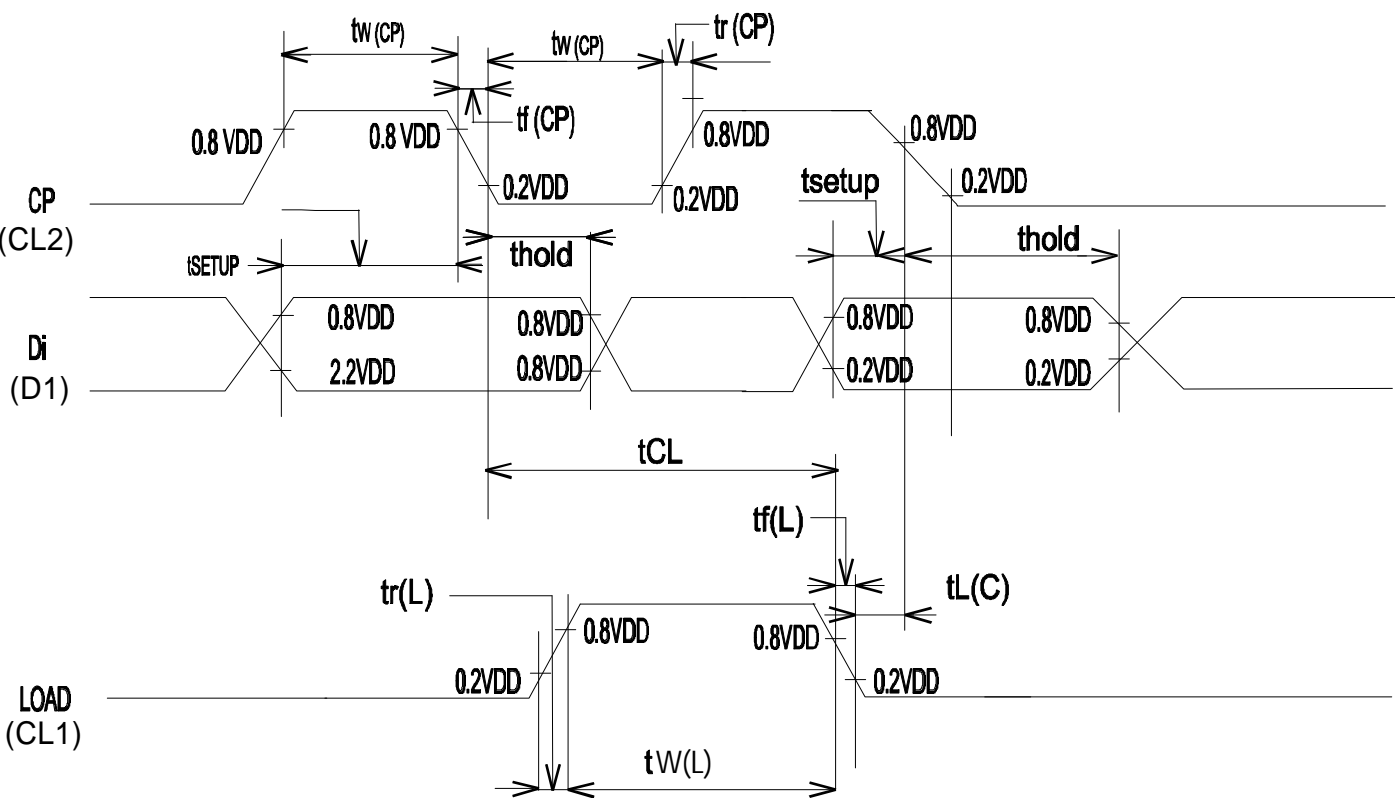 tw (CP)
tw (CP)
tr (CP)
tf (CP)
0.8 VDD
0.8 VDD
0.8VDD
0.8VDD
CP
(CL2)
0.2VDD
0.2VDD
0.2VDD
tsetup
tSETUP
thold
thold
Di
(D1)
0.8VDD
0.8VDD
0.8VDD
0.8VDD
2.2VDD
0.8VDD
0.2VDD
0.2VDD
tCL
tf(L)
tr(L)
tL(C)
0.8VDD
0.8VDD
LOAD
(CL1)
0.2VDD
0.2VDD
tW(L)